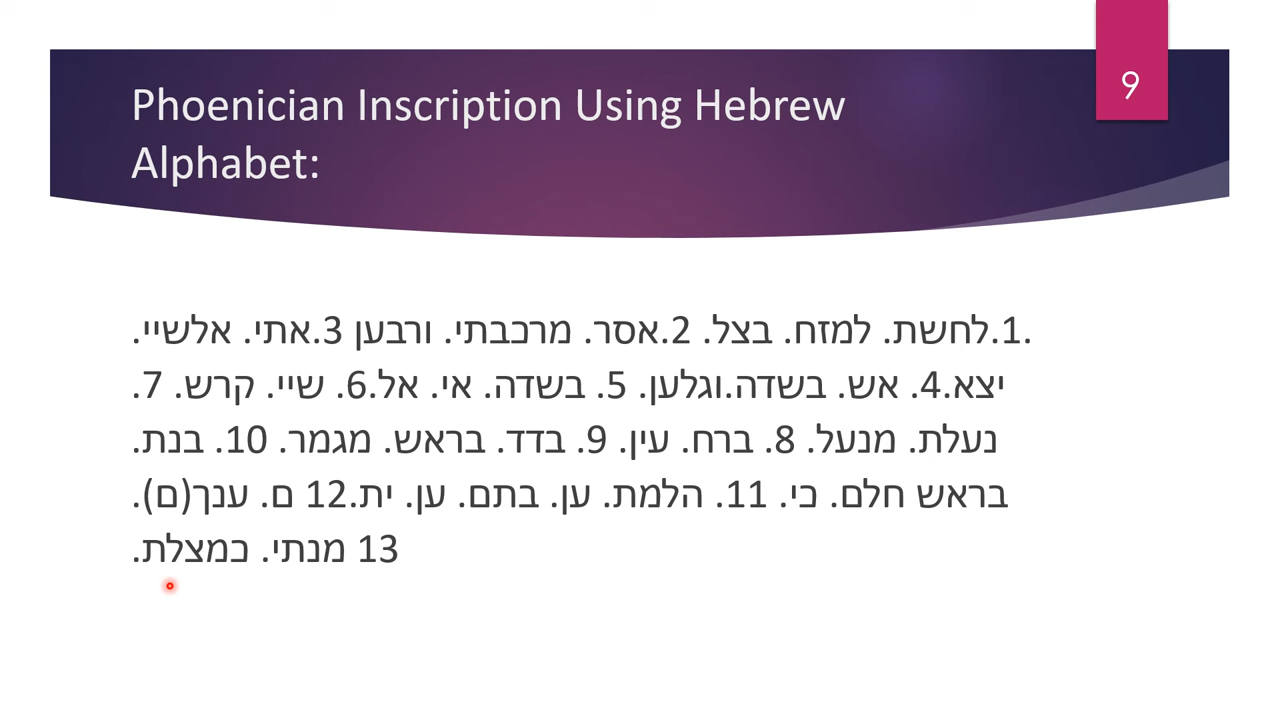 9
Phoenician Inscription Using Hebrew
Alphabet:
.1.לחשת. למזח. בצל. 2.אסר. מרכבתי. ורבען 3.אתי. אלשיי.
יצא.4. אש. בשדה.וגלען. 5. בשדה. אי. אל.6. שיי. קרש. 7.
נעלת. מנעל. 8. ברח. עין. 9. בדד. בראש. מגמר. 10. בנת.
בראש חלם. כי. 11. הלמת. ען. בתם. ען. ית.12 ם. ענך(ם).
13 מנתי. כמצלת.